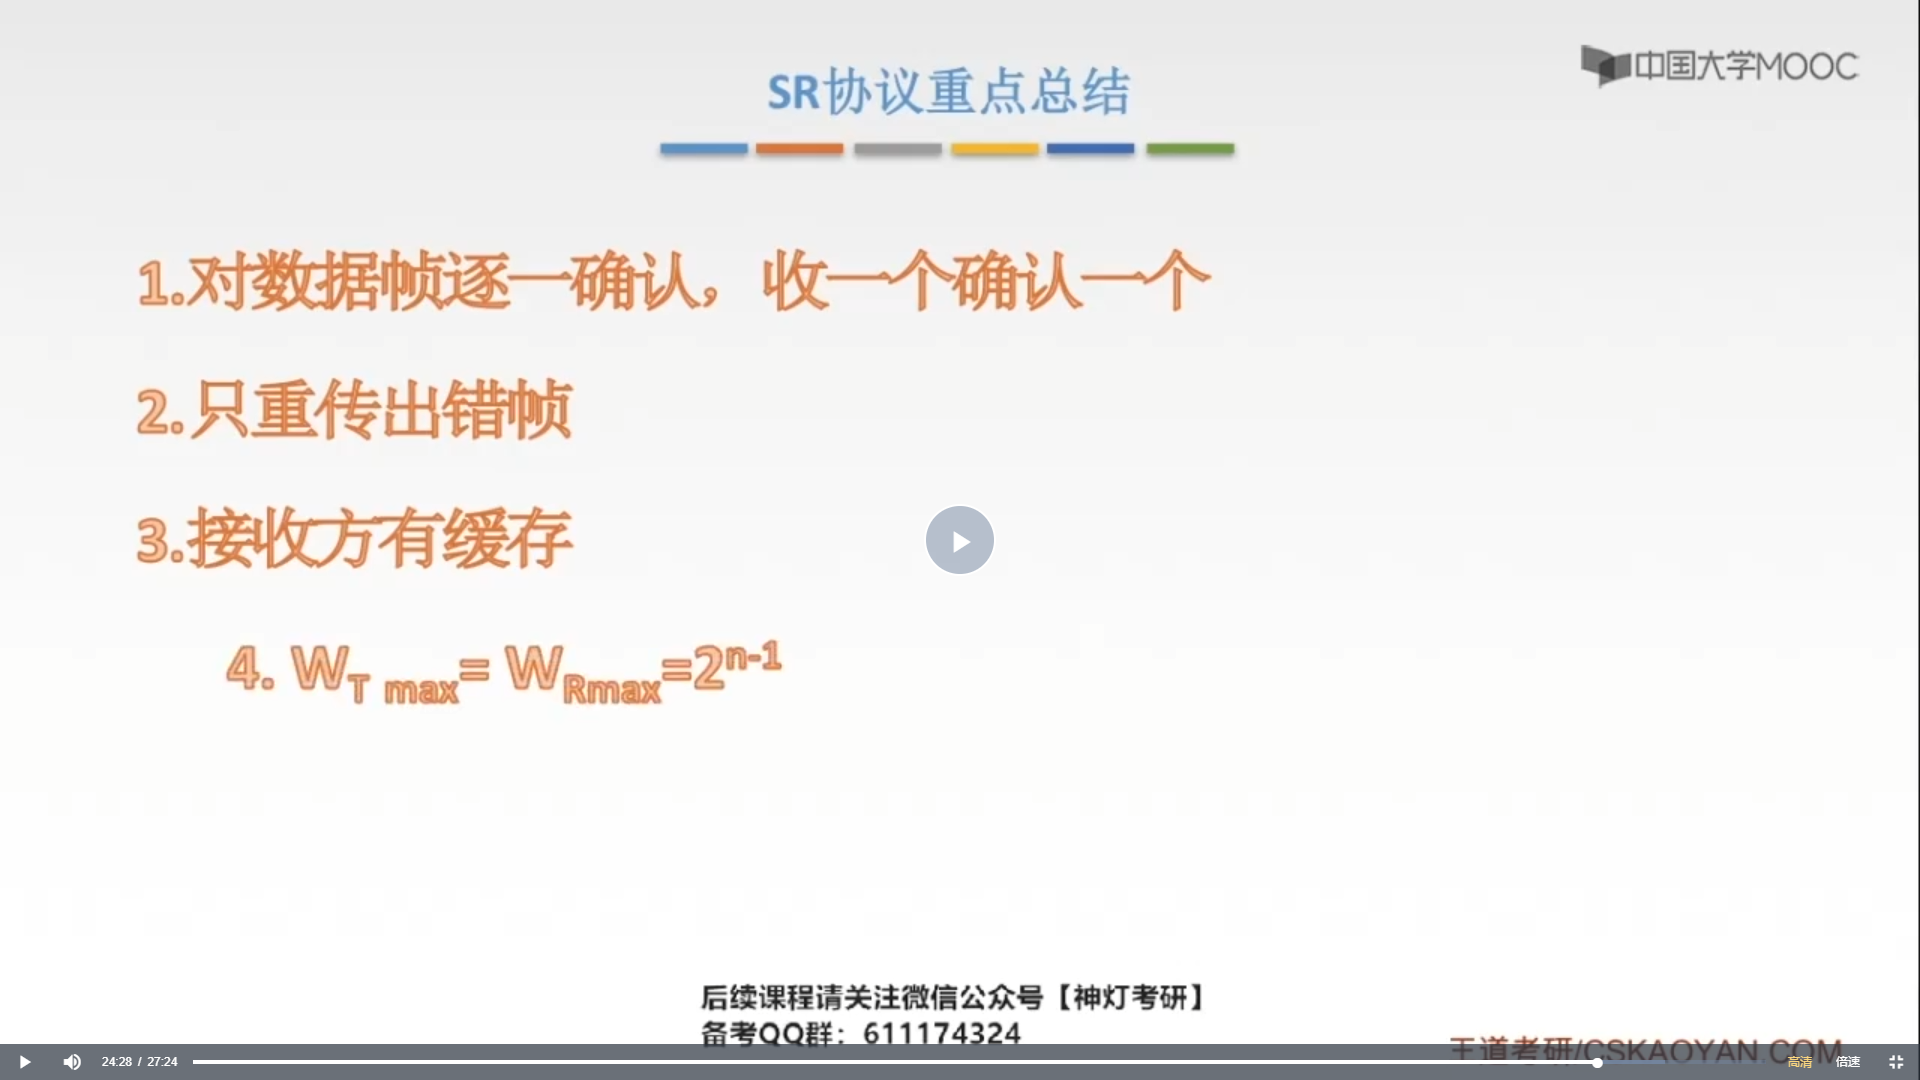 中国大学MOOC
SR协议重点总结
1.对数据帧逐一确认，收一个确认一个
2.只重传出错帧
3.接收方有缓存
4. WT max= WRmax=2n-1
后续课程请关注微信公众号【神灯考研】
备考QQ群：611174324
王道考研/CSKAOYAN.COM
24:28 / 27:24
高清
倍速